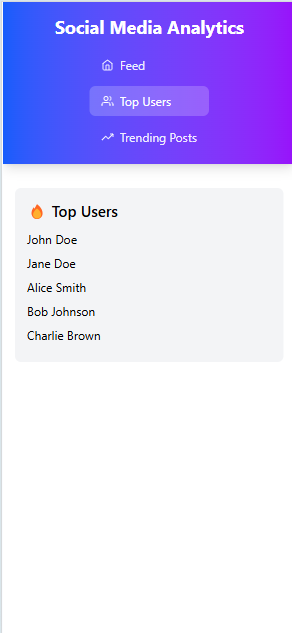 Social Media Analytics
Feed
Top Users
Trending Posts
🔥 Top Users
John Doe
Jane Doe
Alice Smith
Bob Johnson
Charlie Brown